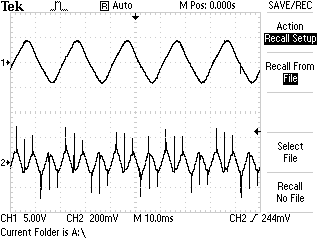 Tek R Auto M Pos: 0.000s SAVE/REC
Action
Recall Setup
1
Recall From
File
Select
File
2
Recall
No File
CH1 5.00V CH2 200mV M 10.0ms CH2 244mV
Current Folder is A:\